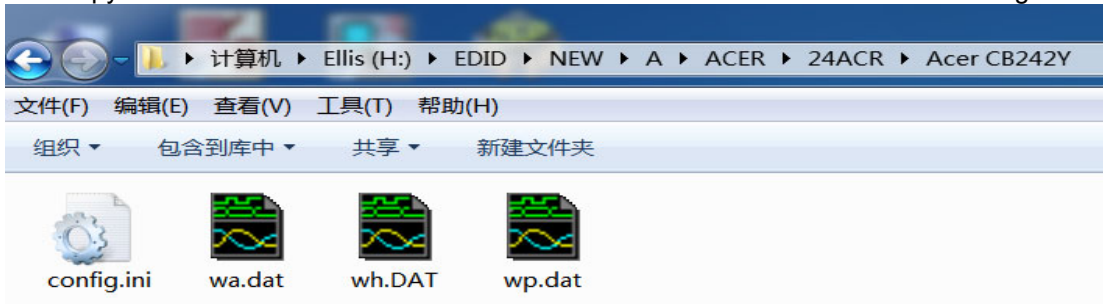 计算机 ▸ Ellis (H:) ▸ EDID ▸ NEW ▸ A ▸ ACER ▸ 24ACR ▸ Acer CB242Y
文件(F) 编辑(E) 查看(V) 工具(T) 帮助(H)
组织 包含到库中 共享 新建文件夹
config.ini wa.dat wh.DAT wp.dat